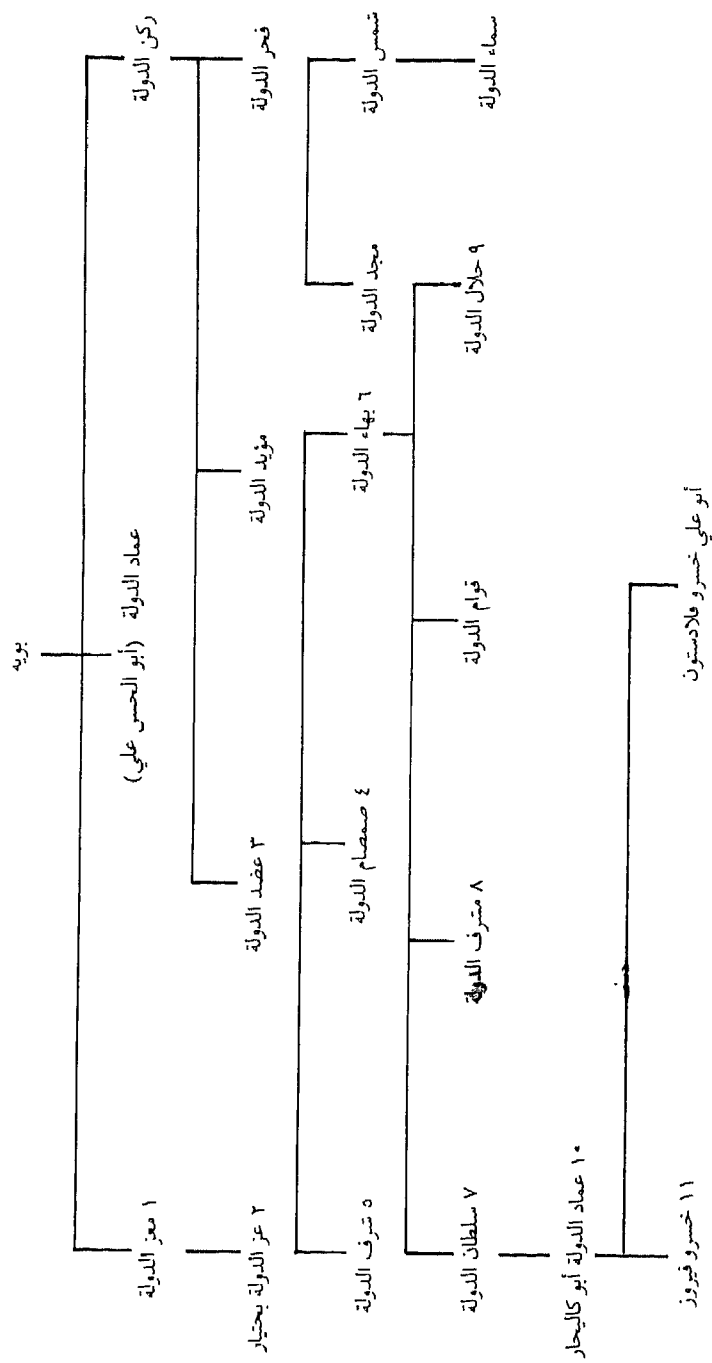 بويه
ركن الدولة
عماد الدولة (أبو الحسن علي)
١ معز الدولة
فخر الدولة
مؤيد الدولة
٣ عضد الدولة
٢ عز الدولة بختيار
شمس الدولة
مجد الدولة
٦ بهاء الدولة
٤ صمصام الدولة
٥ شرف الدولة
سماء الدولة
٩ جلال الدولة
قوام الدولة
٨ مشرف الدولة
٧ سلطان الدولة
١٠ عماد الدولة أبو كاليجار
أبو علي خسرو فلادستون
١١ خسرو فيروز